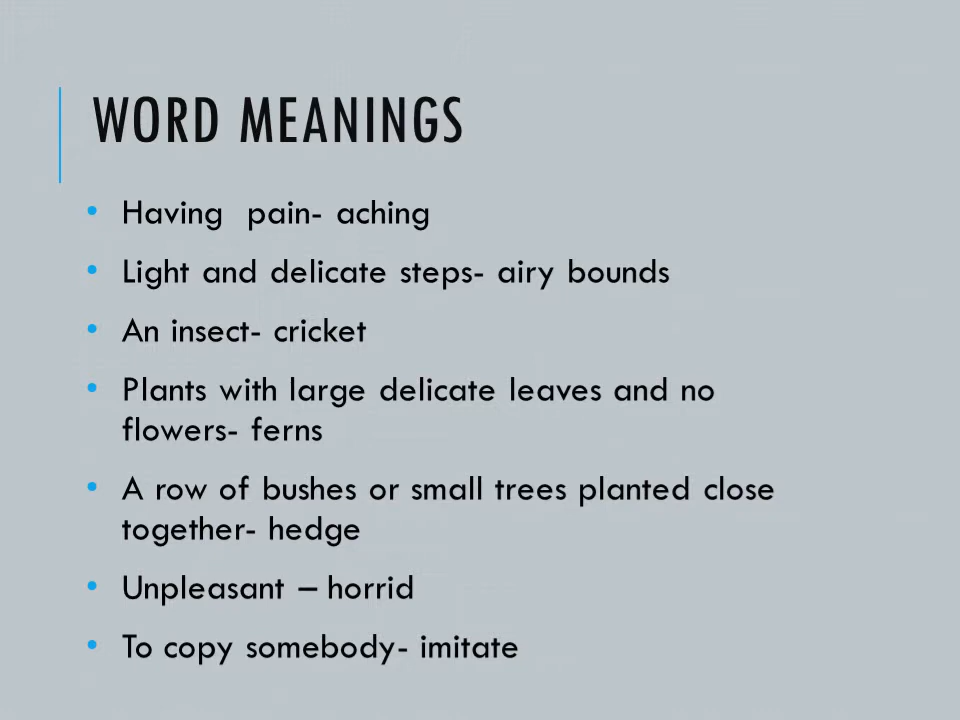 WORD MEANINGS
• Having  pain- aching
• Light and delicate steps- airy bounds
• An insect- cricket
• Plants with large delicate leaves and no
flowers- ferns
• A row of bushes or small trees planted close
together- hedge
• Unpleasant – horrid
• To copy somebody- imitate